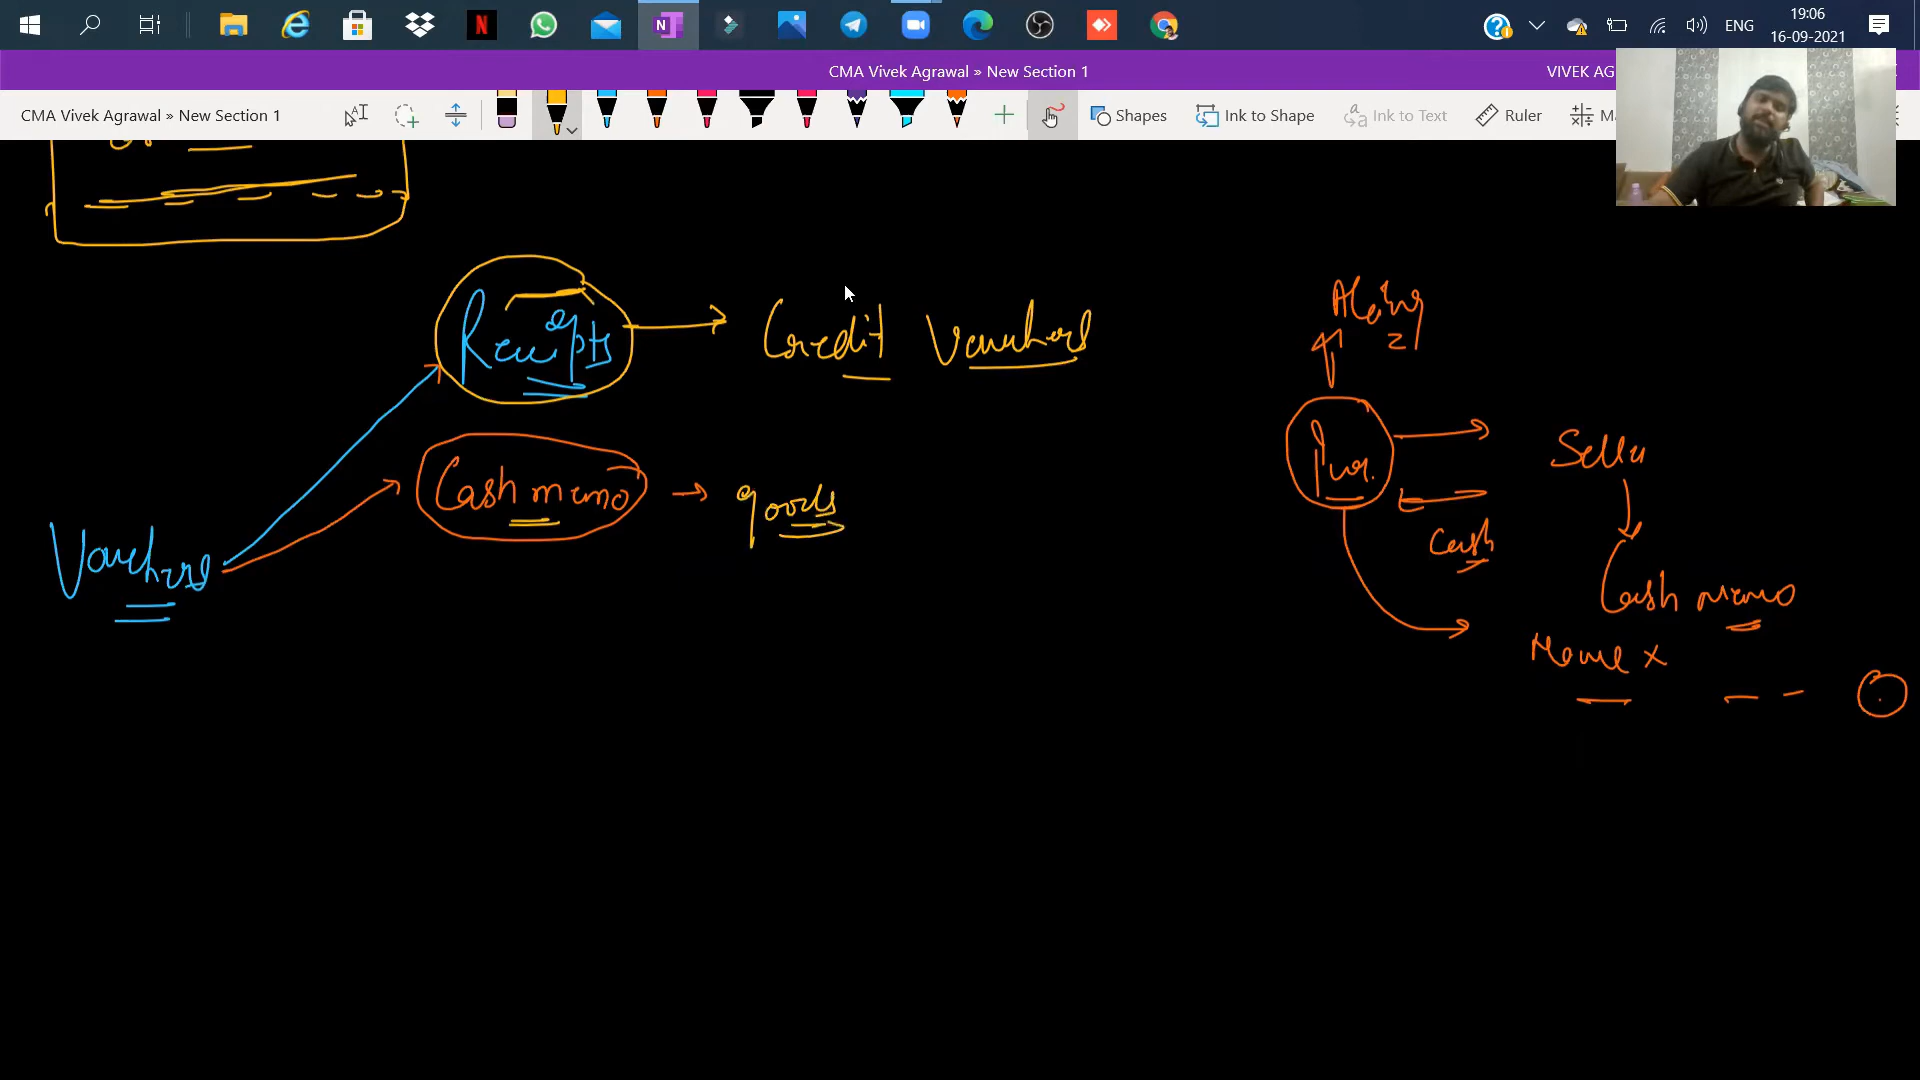 19:06
ENG
16-09-2021
CMA Vivek Agrawal » New Section 1
VIVEK AG
CMA Vivek Agrawal » New Section 1
Shapes
Ink to Shape
Ink to Text
Ruler
Receipts
Credit Vouchers
Cash memo
goods
Vouchers
Pur.
Seller
Cash
Cash memo
Name x